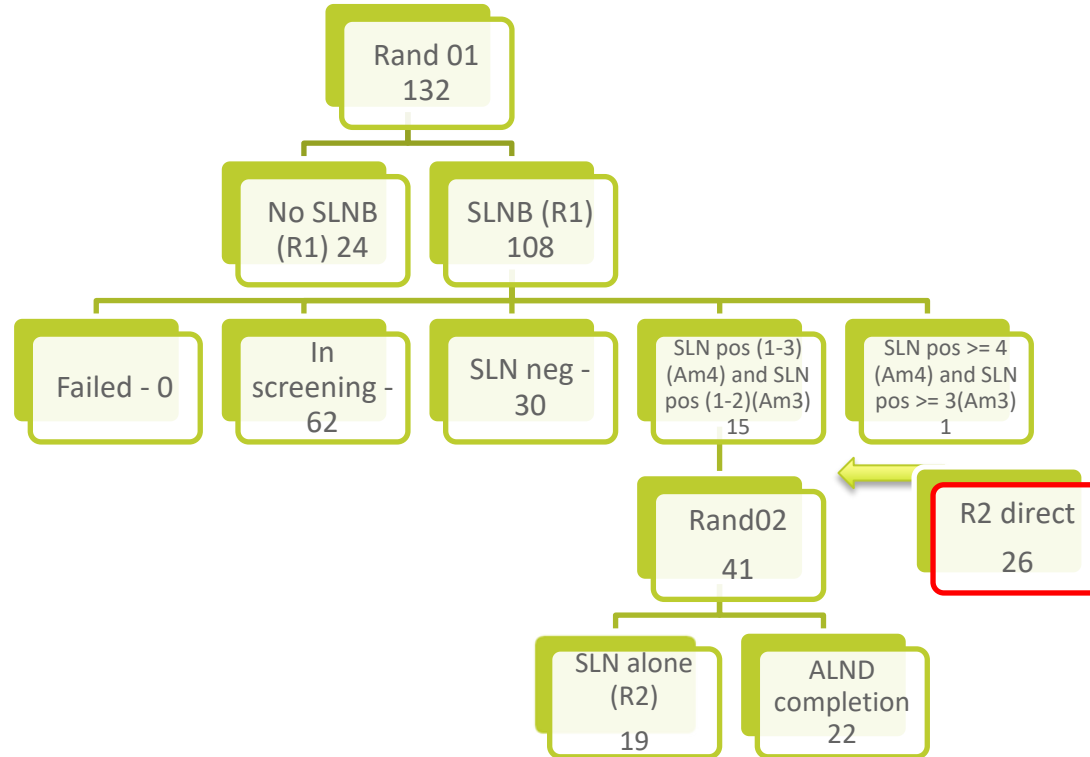 Rand 01
132
No SLNB
(R1) 24
SLNB (R1)
108
Failed - 0
In
screening -
62
SLN neg -
30
SLN pos (1-3)
(Am4) and SLN
pos (1-2)(Am3)
15
SLN pos >= 4
(Am4) and SLN
pos >= 3(Am3)
1
Rand02
41
R2 direct
26
SLN alone
(R2)
19
ALND
completion
22